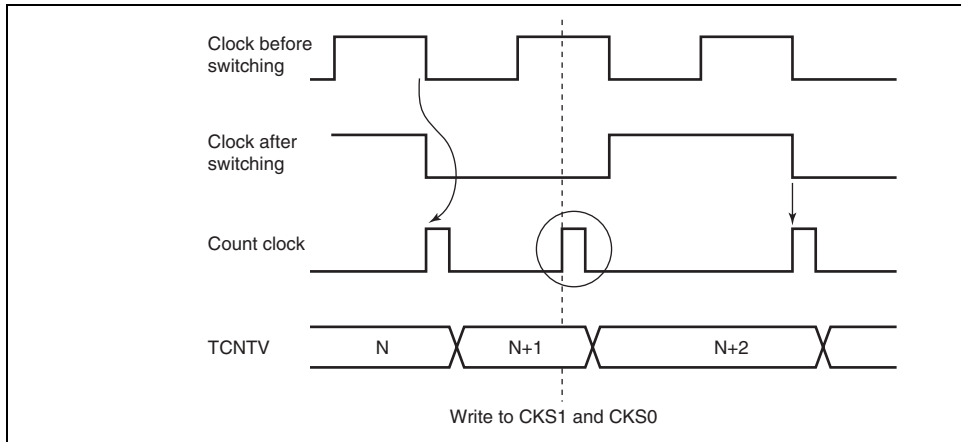 Clock before
switching
Clock after
switching
Count clock
TCNTV
N
N+1
N+2
Write to CKS1 and CKS0